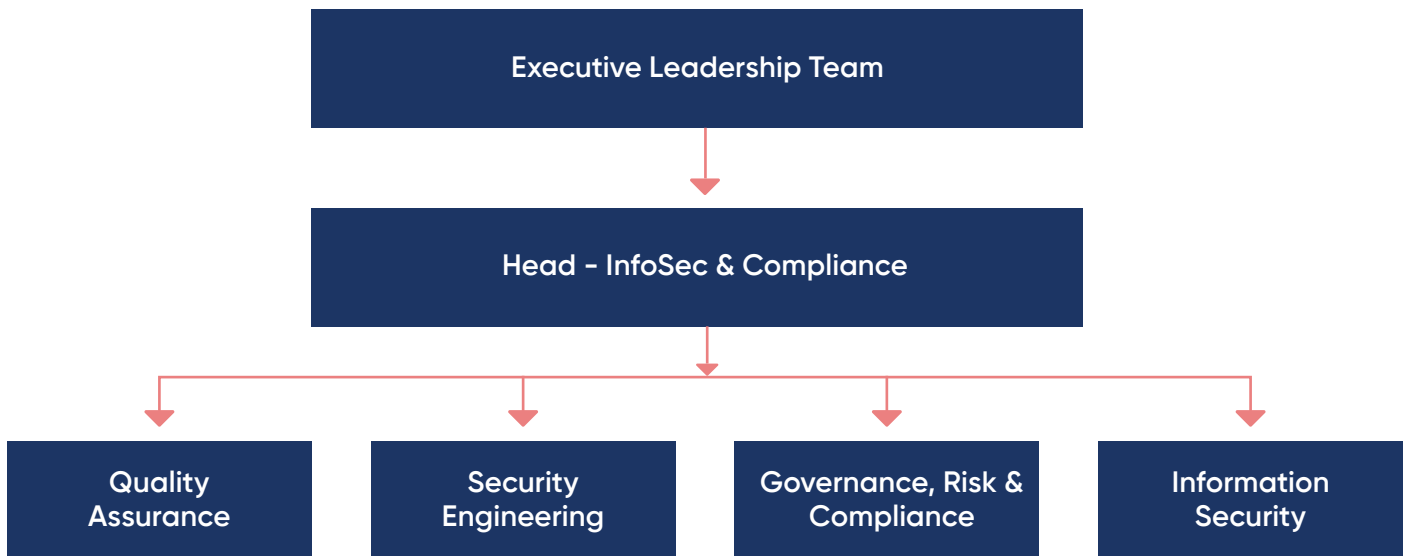 Executive Leadership Team
Head - InfoSec & Compliance
Quality
Assurance
Security
Engineering
Governance, Risk &
Compliance
Information
Security